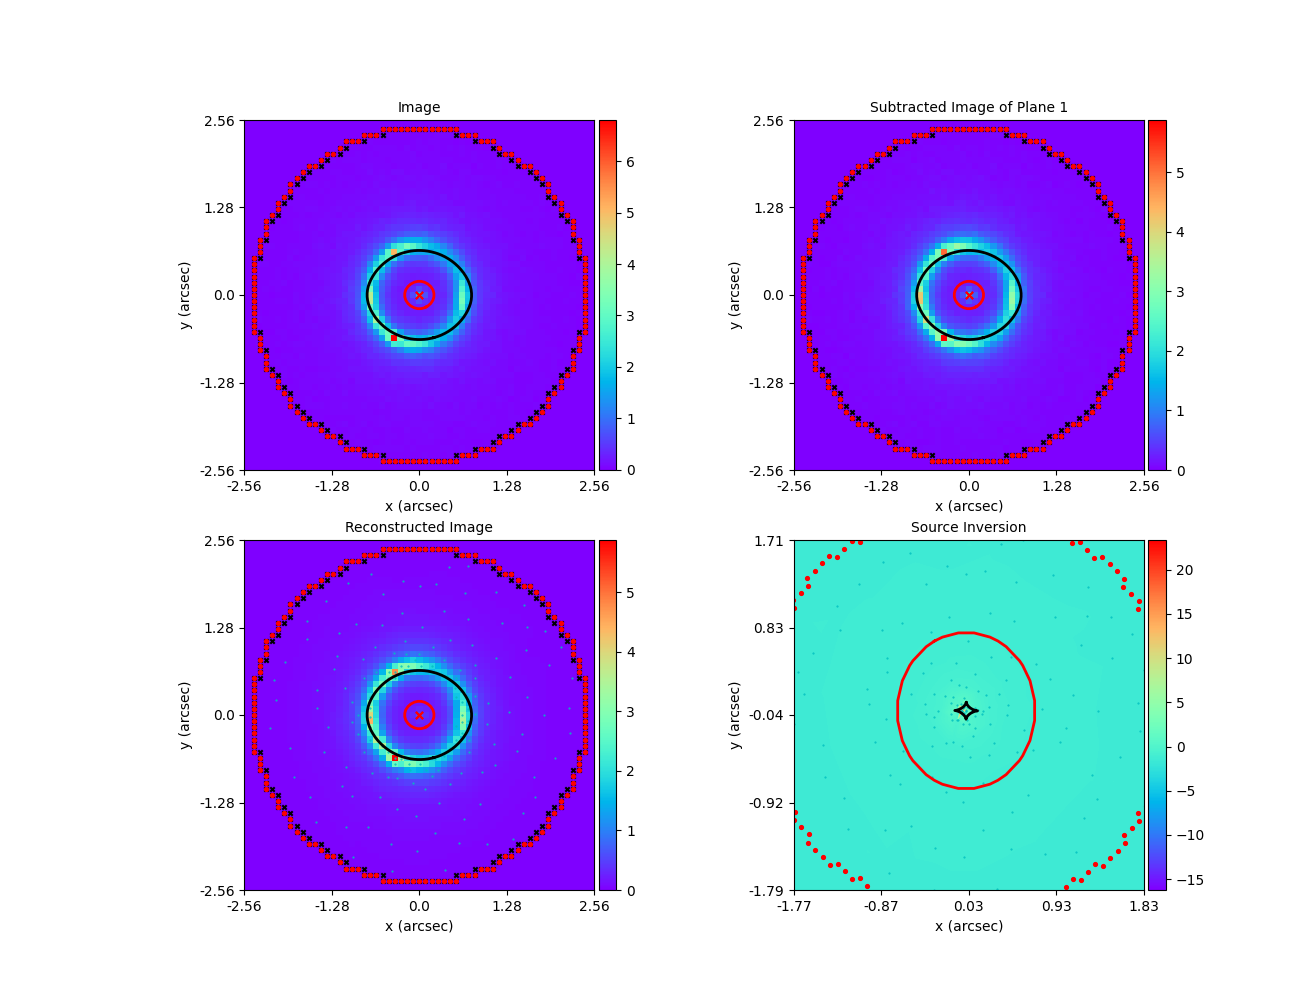 Image
2.56
1.28
0.0
-1.28
-2.56
y (arcsec)
-2.56 -1.28 0.0 1.28 2.56
x (arcsec)
6
5
4
3
2
1
0
Subtracted Image of Plane 1
2.56
1.28
0.0
-1.28
-2.56
y (arcsec)
-2.56 -1.28 0.0 1.28 2.56
x (arcsec)
5
4
3
2
1
0
Reconstructed Image
2.56
1.28
0.0
-1.28
-2.56
y (arcsec)
-2.56 -1.28 0.0 1.28 2.56
x (arcsec)
5
4
3
2
1
0
Source Inversion
1.71
0.83
-0.04
-0.92
-1.79
y (arcsec)
-1.77 -0.87 0.03 0.93 1.83
x (arcsec)
20
15
10
5
0
−5
−10
−15